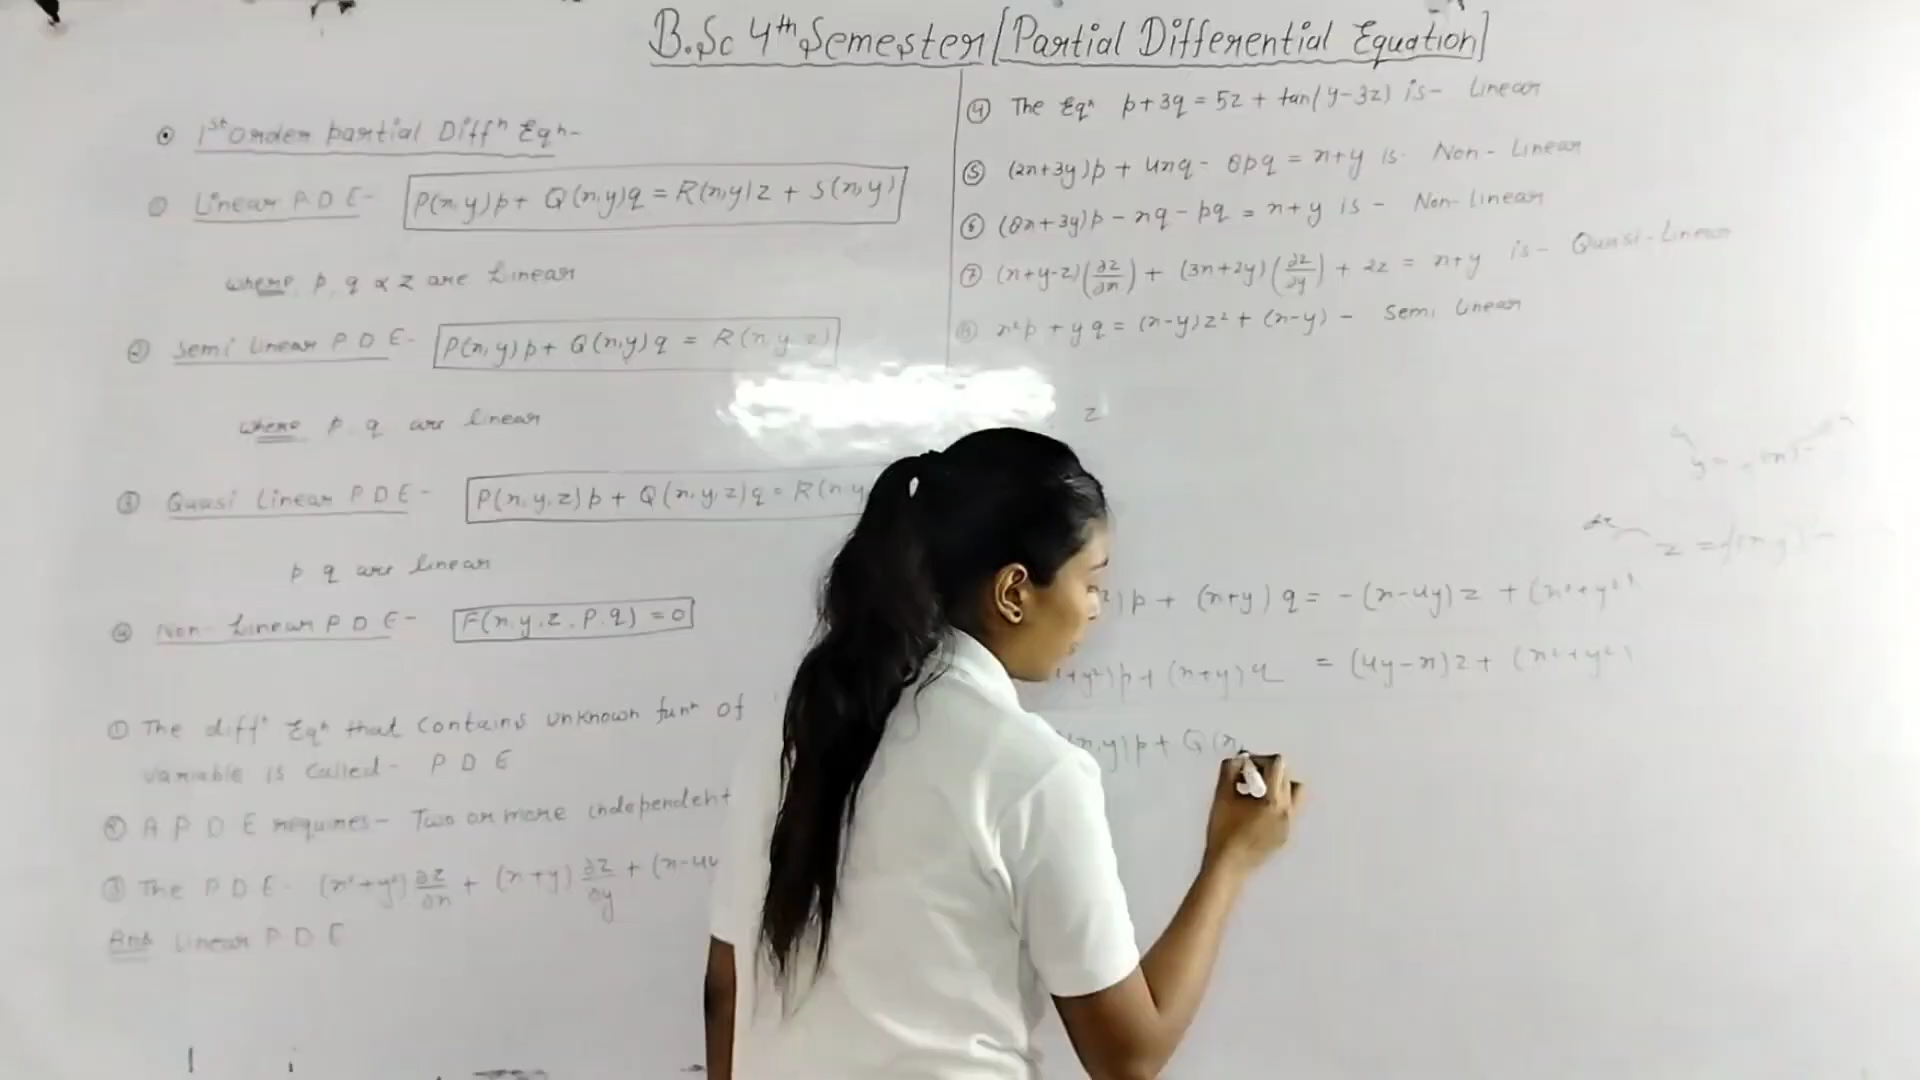 B.Sc 4th Semester [Partial Differential Equation]
1st Order partial Diffn Eqn-
① Linear P D E- P(x,y)p + Q(x,y)q = R(x,y)z + S(x,y)
where p, q & z are Linear
② Semi Linear P D E- P(x,y)p + Q(x,y)q = R(x y z)
where p q are linear
③ Quasi Linear P D E- P(x,y,z)p + Q(x,y,z)q = R(x,y
p q are linear
④ Non-Linear P D E- F(x,y,z,p,q) = 0
① The diffn Eqn that Contains unknown funn of
variable is Called- P D E
② A P D E requires- Two or more independent
③ The P D E- (x²+y²) ∂z/∂x + (x+y) ∂z/∂y + (x-4y
Ans Linear P D E
④ The Eqn p+3q = 5z + tan(y-3z) is- Linear
⑤ (2x+3y)p + 4xq - 8pq = x+y is Non-Linear
⑥ (8x+3y)p - xq - pq = x+y is- Non-Linear
⑦ (x+y-z)(∂z/∂x) + (3x+2y)(∂z/∂y) + 2z = x+y is- Quasi-Linear
⑧ x²p + yq = (x-y)z² + (x-y) - Semi Linear
z
)p + (x+y)q = -(x-4y)z + (x²+y²)
+y²)p + (x+y)q = (4y-x)z + (x²+y²)
(x,y)p + Q(x,